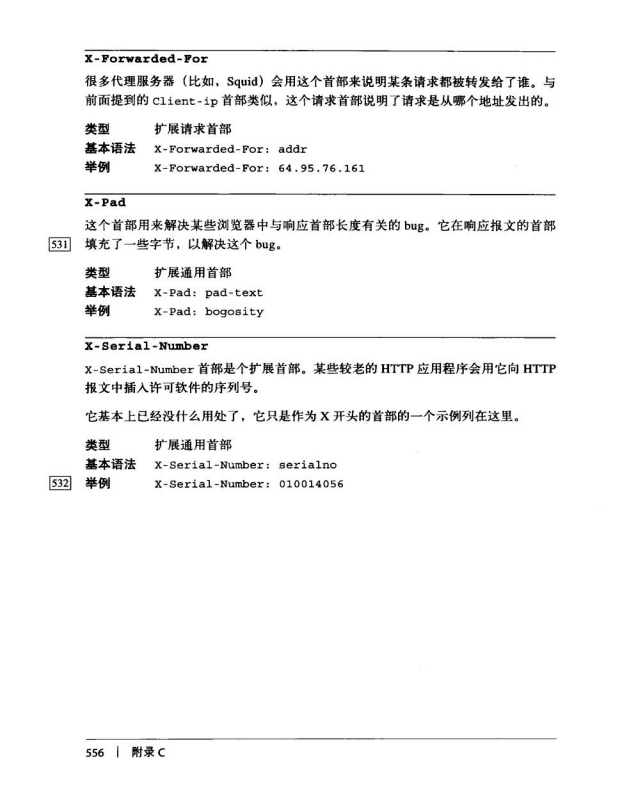 X-Forwarded-For
很多代理服务器（比如，Squid）会用这个首部来说明某条请求都被转发给了谁。与
前面提到的 Client-ip 首部类似，这个请求首部说明了请求是从哪个地址发出的。
类型 扩展请求首部
基本语法 X-Forwarded-For: addr
举例 X-Forwarded-For: 64.95.76.161
X-Pad
这个首部用来解决某些浏览器中与响应首部长度有关的 bug。它在响应报文的首部
531 填充了一些字节，以解决这个 bug。
类型 扩展通用首部
基本语法 X-Pad: pad-text
举例 X-Pad: bogosity
X-Serial-Number
X-Serial-Number 首部是个扩展首部。某些较老的 HTTP 应用程序会用它向 HTTP
报文中插入许可软件的序列号。
它基本上已经没什么用处了，它只是作为 X 开头的首部的一个示例列在这里。
类型 扩展通用首部
基本语法 X-Serial-Number: serialno
532 举例 X-Serial-Number: 010014056
556 | 附录 C